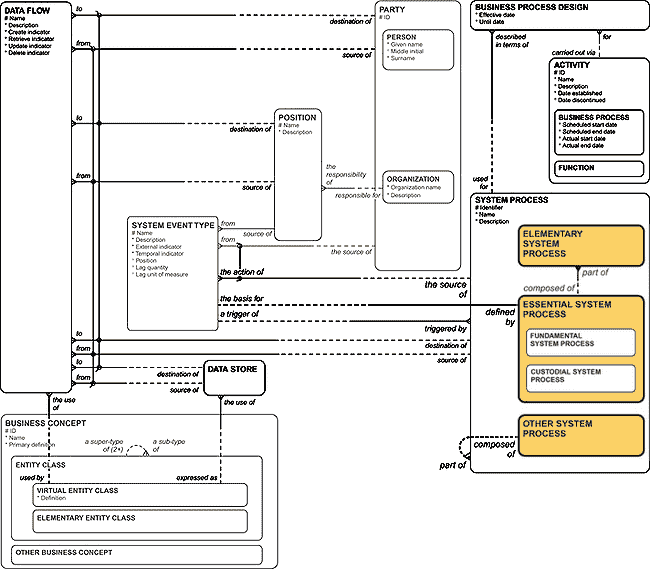 DATA FLOW
# Name
* Description
* Create indicator
* Retrieve indicator
* Update indicator
* Delete indicator
to
destination of
from
source of
PARTY
# ID
PERSON
* Given name
* Middle initial
* Surname
BUSINESS PROCESS DESIGN
* Effective date
* Until date
described
in terms of
for
carried out via
ACTIVITY
# ID
* Name
* Description
* Date established
* Date discontinued
BUSINESS PROCESS
* Scheduled start date
* Scheduled end date
* Actual start date
* Actual end date
FUNCTION
to
destination of
from
source of
POSITION
# Name
* Description
the
responsibility
of
responsible for
ORGANIZATION
* Organization name
* Description
used
for
SYSTEM PROCESS
# Identifier
* Name
* Description
SYSTEM EVENT TYPE
# Name
* Description
* External indicator
* Temporal indicator
* Position
* Lag quantity
* Lag unit of measure
from
source of
from
the source of
the action of
the source
of
the basis for
defined
by
a trigger of
triggered by
ELEMENTARY
SYSTEM
PROCESS
part of
composed of
ESSENTIAL SYSTEM
PROCESS
FUNDAMENTAL
SYSTEM PROCESS
CUSTODIAL SYSTEM
PROCESS
OTHER SYSTEM
PROCESS
composed
of
part of
to
destination of
from
source of
to
destination of
from
source of
DATA STORE
the use
of
the use of
BUSINESS CONCEPT
# ID
* Name
* Primary definition
a super-type
of (2+)
a sub-type
of
ENTITY CLASS
used by
expressed as
VIRTUAL ENTITY CLASS
* Definition
ELEMENTARY ENTITY CLASS
OTHER BUSINESS CONCEPT